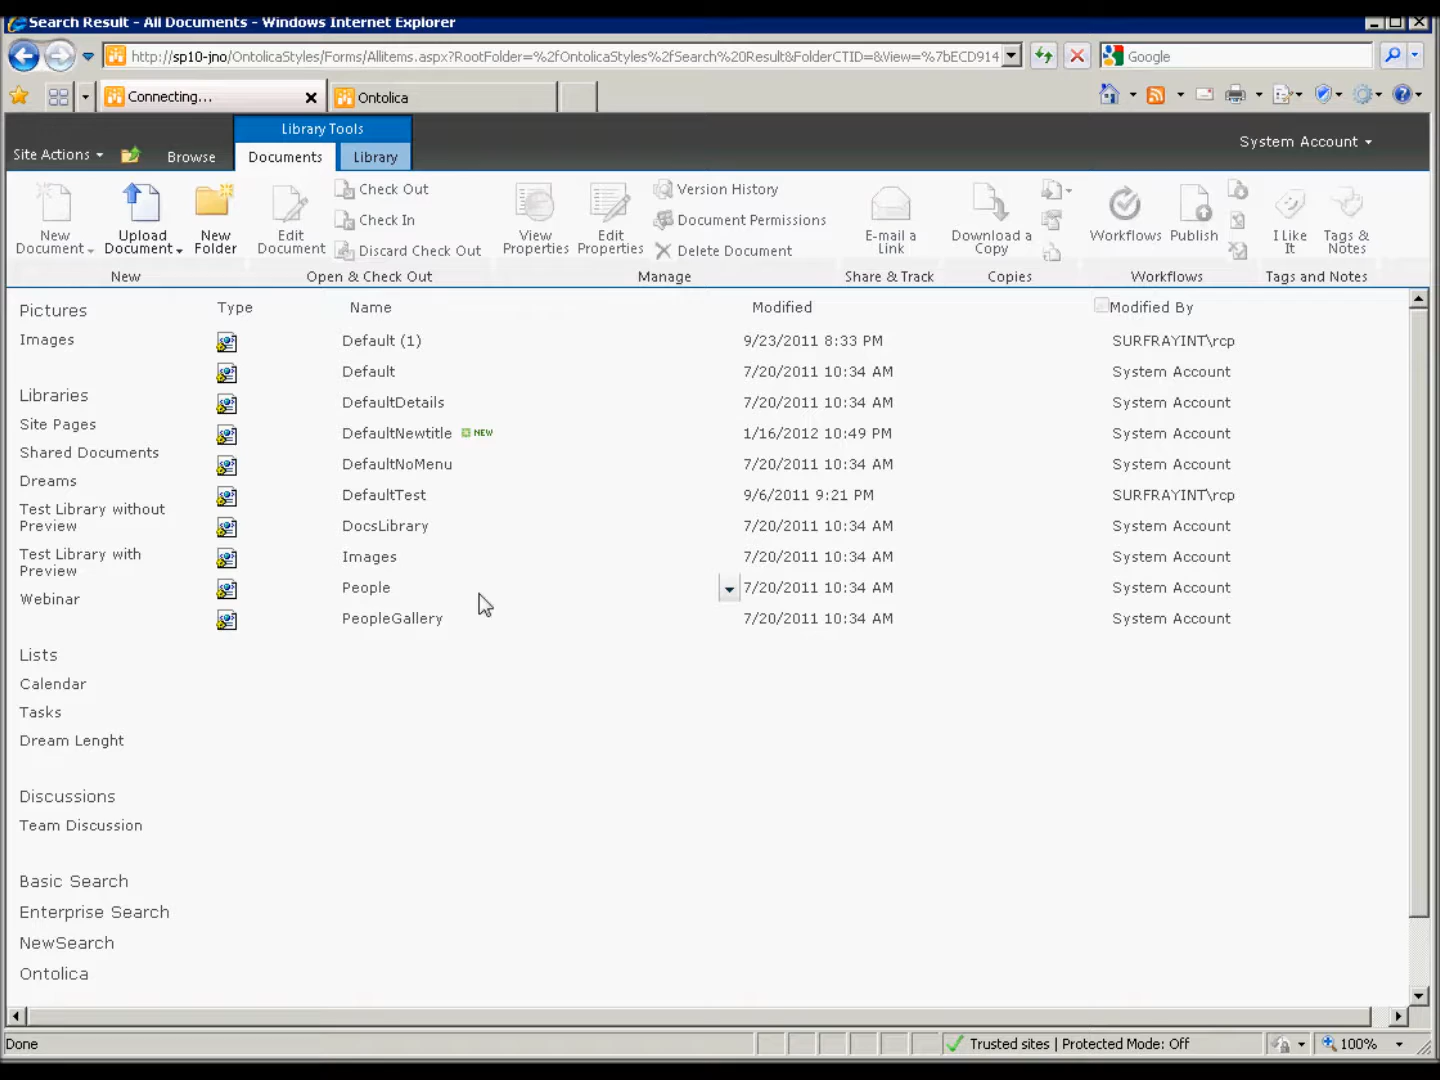 Search Result - All Documents - Windows Internet Explorer
http://sp10-jno/OntolicaStyles/Forms/Allitems.aspx?RootFolder=%2fOntolicaStyles%2fSearch%20Result&FolderCTID=&View=%7bECD914
Google
Connecting...
Ontolica
Library Tools
Site Actions
Browse
Documents
Library
System Account
New Document
Upload Document
New Folder
Edit Document
Check Out
Check In
Discard Check Out
View Properties
Edit Properties
Version History
Document Permissions
Delete Document
E-mail a Link
Download a Copy
Workflows
Publish
I Like It
Tags & Notes
New
Open & Check Out
Manage
Share & Track
Copies
Workflows
Tags and Notes
Pictures
Images
Libraries
Site Pages
Shared Documents
Dreams
Test Library without
Preview
Test Library with
Preview
Webinar
Lists
Calendar
Tasks
Dream Lenght
Discussions
Team Discussion
Basic Search
Enterprise Search
NewSearch
Ontolica
Type Name Modified Modified By
Default (1) 9/23/2011 8:33 PM SURFRAYINT\rcp
Default 7/20/2011 10:34 AM System Account
DefaultDetails 7/20/2011 10:34 AM System Account
DefaultNewtitle NEW 1/16/2012 10:49 PM System Account
DefaultNoMenu 7/20/2011 10:34 AM System Account
DefaultTest 9/6/2011 9:21 PM SURFRAYINT\rcp
DocsLibrary 7/20/2011 10:34 AM System Account
Images 7/20/2011 10:34 AM System Account
People 7/20/2011 10:34 AM System Account
PeopleGallery 7/20/2011 10:34 AM System Account
Done
Trusted sites | Protected Mode: Off
100%